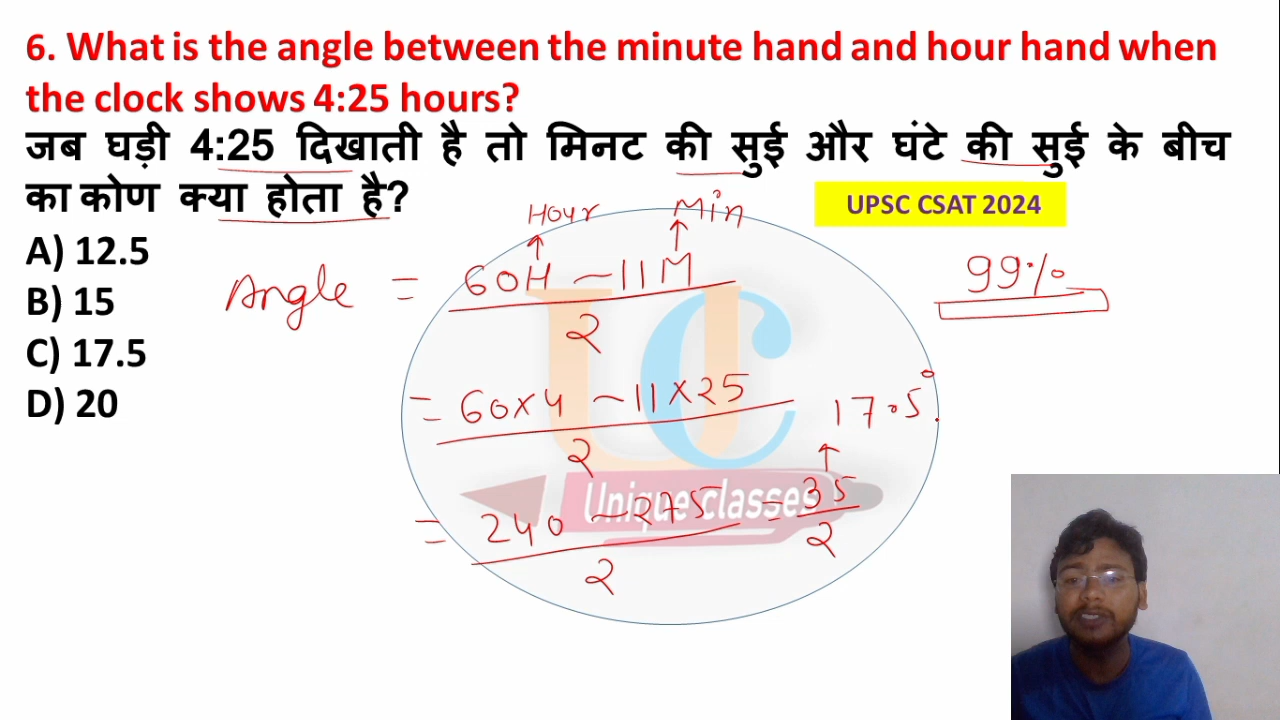 6. What is the angle between the minute hand and hour hand when
the clock shows 4:25 hours?
जब घड़ी 4:25 दिखाती है तो मिनट की सुई और घंटे की सुई के बीच
का कोण क्या होता है?
UPSC CSAT 2024
A) 12.5
B) 15
C) 17.5
D) 20
Hour Min
Angle = 60H ~ 11M
2
99%
= 60×4 ~ 11×25
2
17.5°
= 240 ~ 275 = 35
2 2
Unique classes